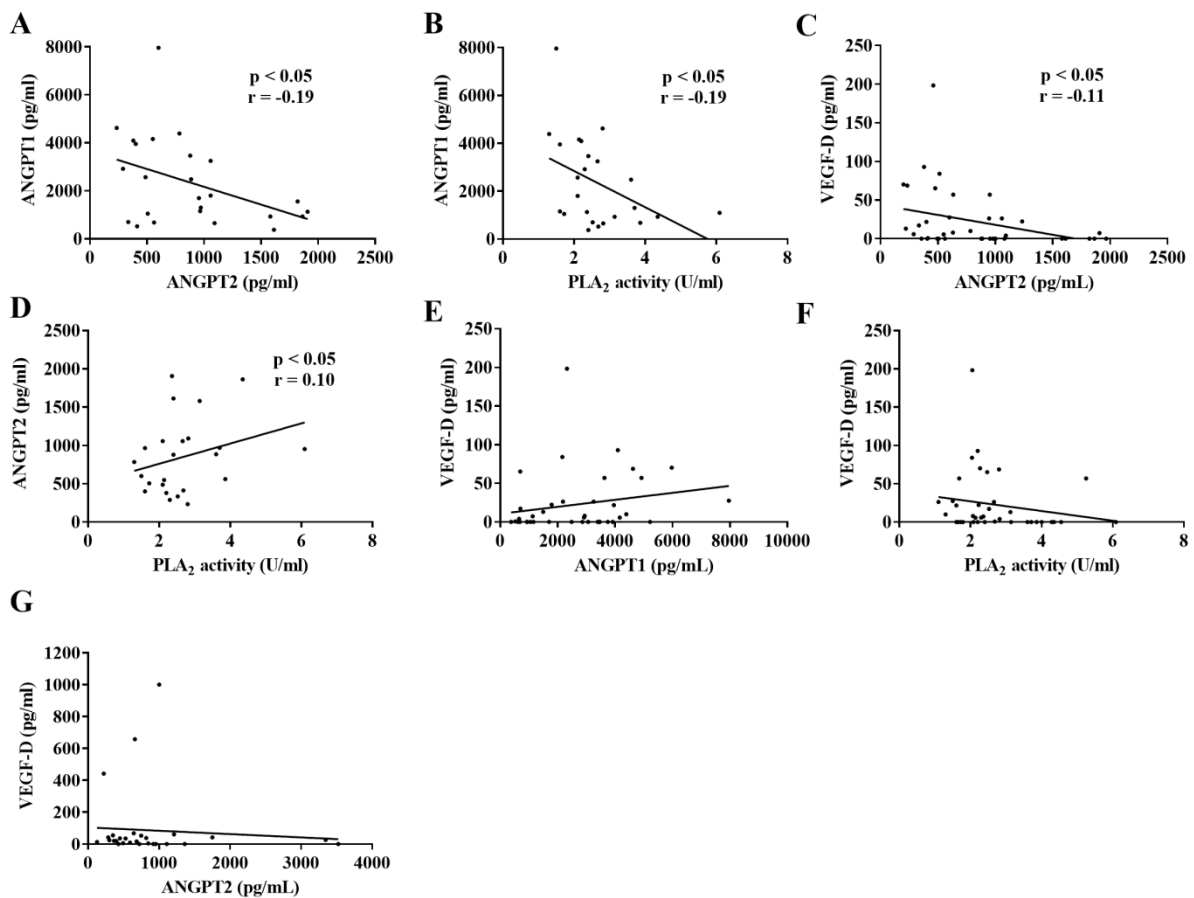 A
ANGPT1 (pg/ml)
8000
6000
4000
2000
0
p < 0.05
r = -0.19
0 500 1000 1500 2000 2500
ANGPT2 (pg/ml)
B
ANGPT1 (pg/ml)
8000
6000
4000
2000
0
p < 0.05
r = -0.19
0 2 4 6 8
PLA₂ activity (U/ml)
C
VEGF-D (pg/ml)
250
200
150
100
50
0
p < 0.05
r = -0.11
0 500 1000 1500 2000 2500
ANGPT2 (pg/mL)
D
ANGPT2 (pg/ml)
2500
2000
1500
1000
500
0
p < 0.05
r = 0.10
0 2 4 6 8
PLA₂ activity (U/ml)
E
VEGF-D (pg/ml)
250
200
150
100
50
0
0 2000 4000 6000 8000 10000
ANGPT1 (pg/mL)
F
VEGF-D (pg/ml)
250
200
150
100
50
0
0 2 4 6 8
PLA₂ activity (U/ml)
G
VEGF-D (pg/ml)
1200
1000
800
600
400
200
0
0 1000 2000 3000 4000
ANGPT2 (pg/mL)